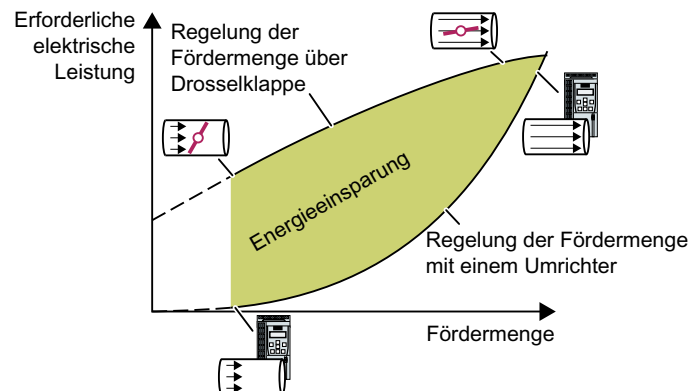 Erforderliche
elektrische
Leistung
Regelung der
Fördermenge über
Drosselklappe
Energieeinsparung
Regelung der Fördermenge
mit einem Umrichter
Fördermenge